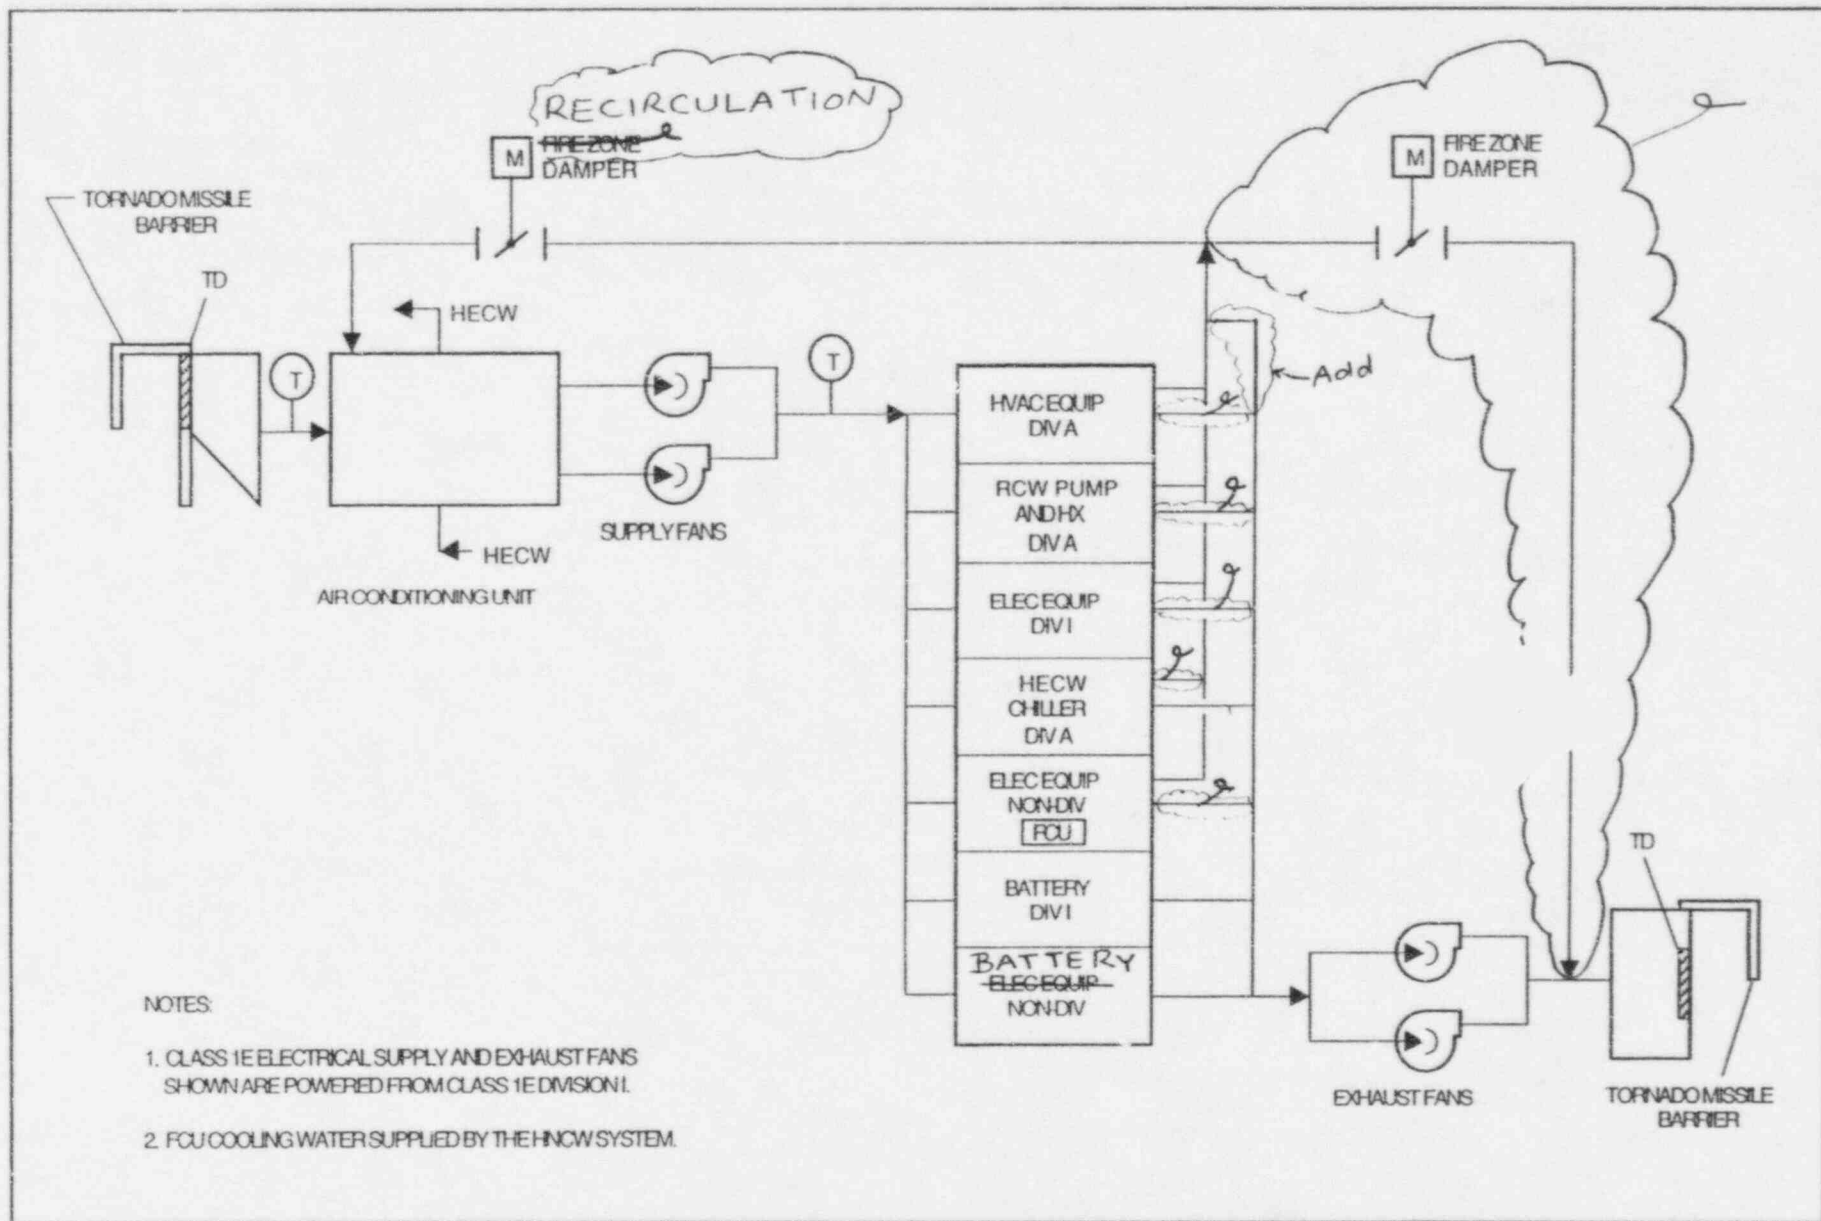 RECIRCULATION
FIRE ZONE
DAMPER
M
M
FIRE ZONE
DAMPER
TORNADO MISSILE
BARRIER
TD
HECW
T
T
Add
HVAC EQUIP
DIV A
RCW PUMP
AND HX
DIV A
SUPPLY FANS
HECW
AIR CONDITIONING UNIT
ELEC EQUIP
DIV I
HECW
CHILLER
DIV A
ELEC EQUIP
NON-DIV
FCU
BATTERY
DIV I
BATTERY
ELEC EQUIP
NON-DIV
TD
EXHAUST FANS
TORNADO MISSILE
BARRIER
NOTES:
1. CLASS 1E ELECTRICAL SUPPLY AND EXHAUST FANS
SHOWN ARE POWERED FROM CLASS 1E DIVISION I.
2. FCU COOLING WATER SUPPLIED BY THE HNCW SYSTEM.